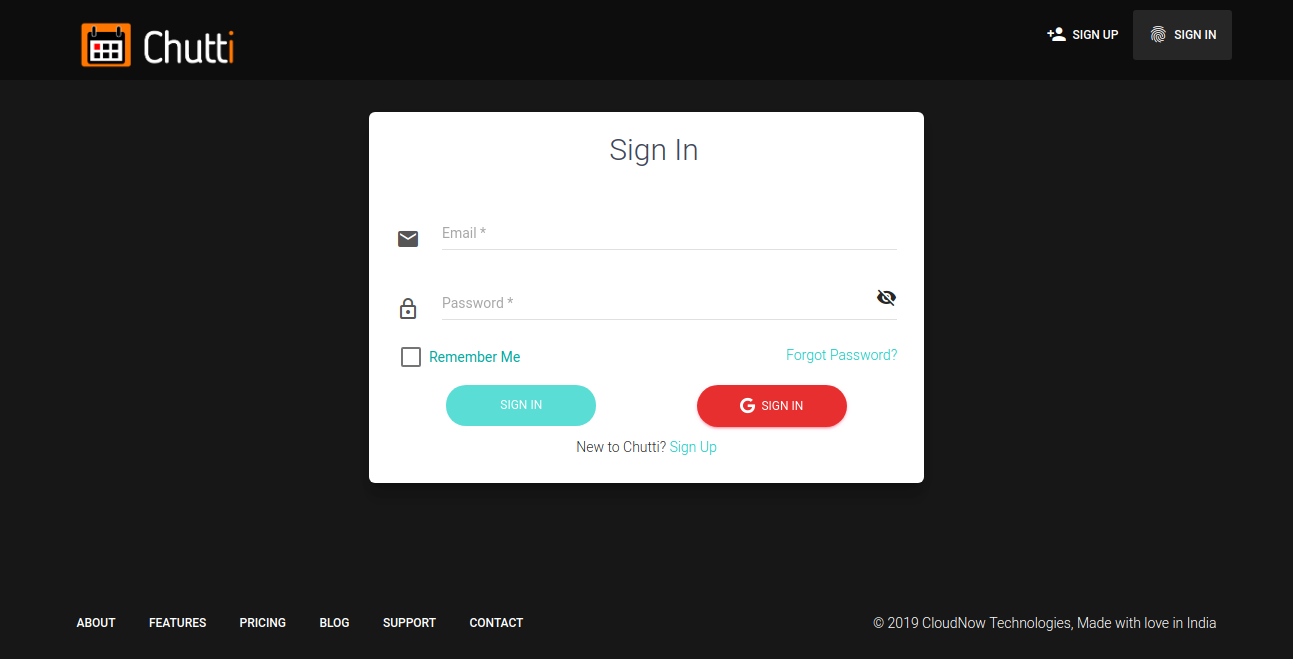 Chutti
SIGN UP
SIGN IN
Sign In
Email *
Password *
Remember Me
Forgot Password?
SIGN IN
G SIGN IN
New to Chutti? Sign Up
ABOUT FEATURES PRICING BLOG SUPPORT CONTACT
© 2019 CloudNow Technologies, Made with love in India